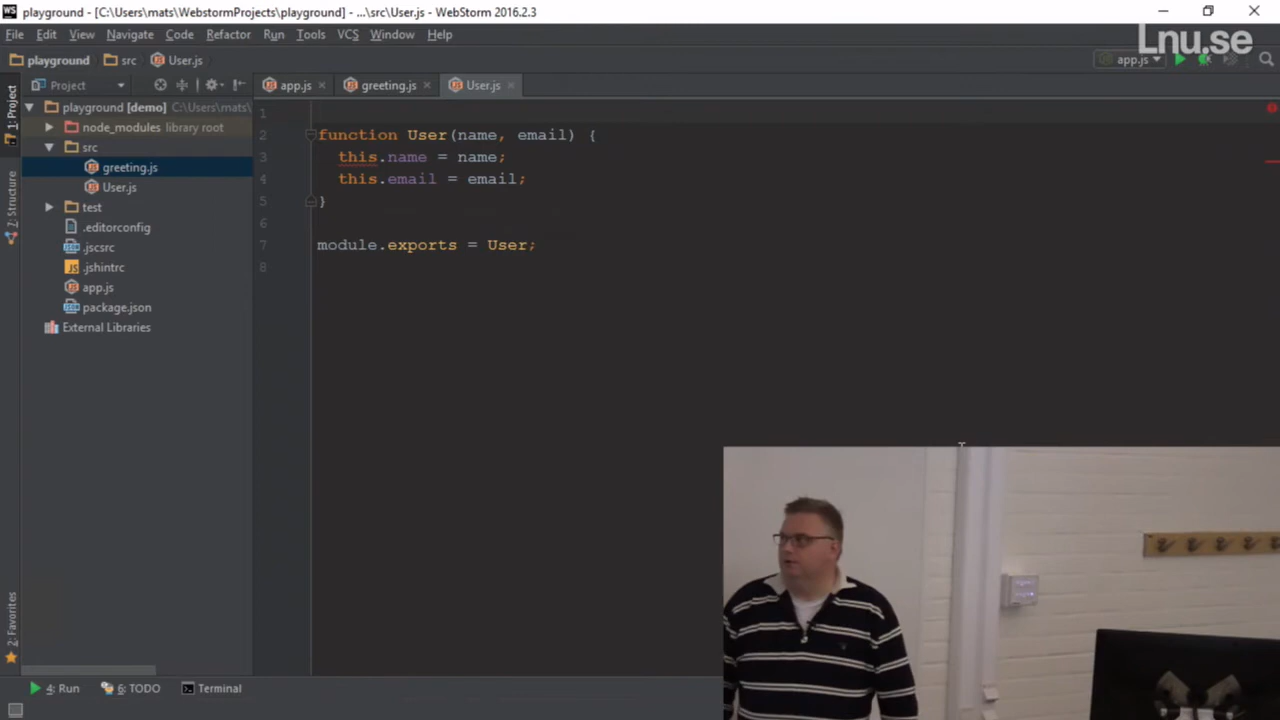 WS playground - [C:\Users\mats\WebstormProjects\playground] - ...\src\User.js - WebStorm 2016.2.3
File Edit View Navigate Code Refactor Run Tools VCS Window Help
Lnu.se
playground src User.js app.js
Project app.js greeting.js User.js
1: Project
7: Structure
2: Favorites
playground [demo] C:\Users\mats\
node_modules library root
src
greeting.js
User.js
test
.editorconfig
.jscsrc
.jshintrc
app.js
package.json
External Libraries
1
2 function User(name, email) {
3 this.name = name;
4 this.email = email;
5 }
6
7 module.exports = User;
8
4: Run 6: TODO Terminal